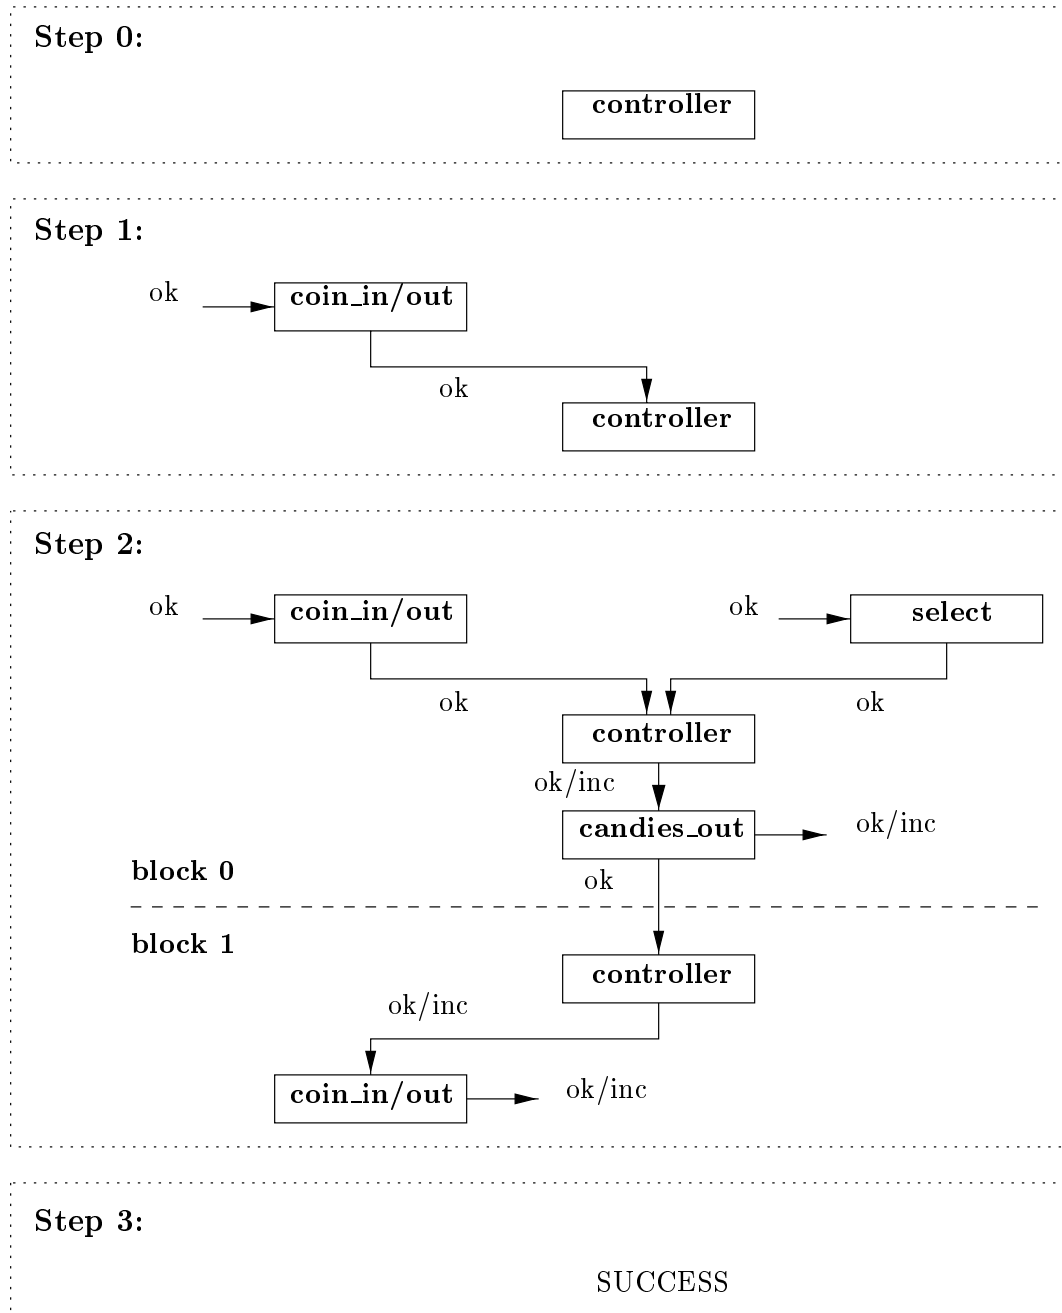 Step 0:
controller
Step 1:
ok
coin_in/out
ok
controller
Step 2:
ok
coin_in/out
ok
select
ok
ok
controller
ok/inc
candies_out
ok/inc
block 0
ok
block 1
controller
ok/inc
coin_in/out
ok/inc
Step 3:
SUCCESS